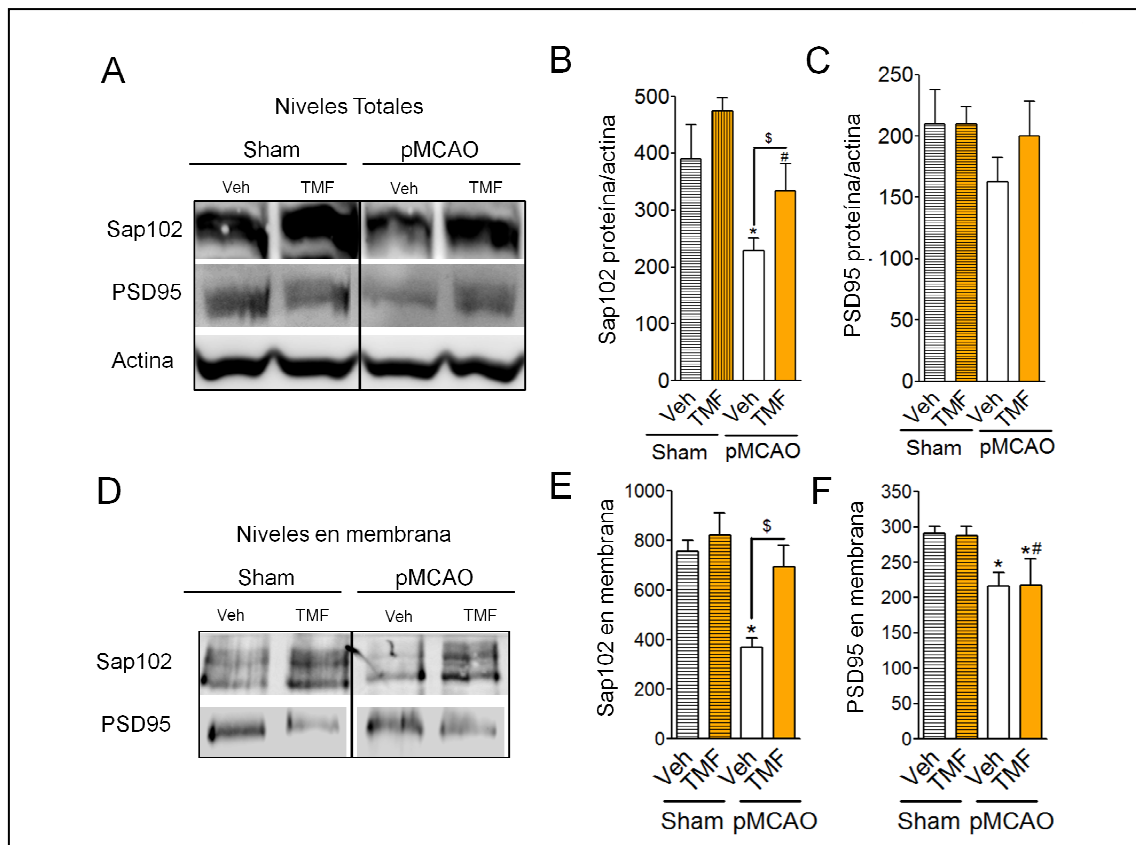 A
Niveles Totales
Sham pMCAO
Veh TMF Veh TMF
Sap102
PSD95
Actina
B
Sap102 proteína/actina
500
400
300
200
100
0
*
$
#
Veh TMF Veh TMF
Sham pMCAO
C
PSD95 proteína/actina
250
200
150
100
50
0
Veh TMF Veh TMF
Sham pMCAO
D
Niveles en membrana
Sham pMCAO
Veh TMF Veh TMF
Sap102
PSD95
E
Sap102 en membrana
1000
800
600
400
200
0
*
$
Veh TMF Veh TMF
Sham pMCAO
F
PSD95 en membrana
350
300
250
200
150
100
50
0
*
*#
Veh TMF Veh TMF
Sham pMCAO